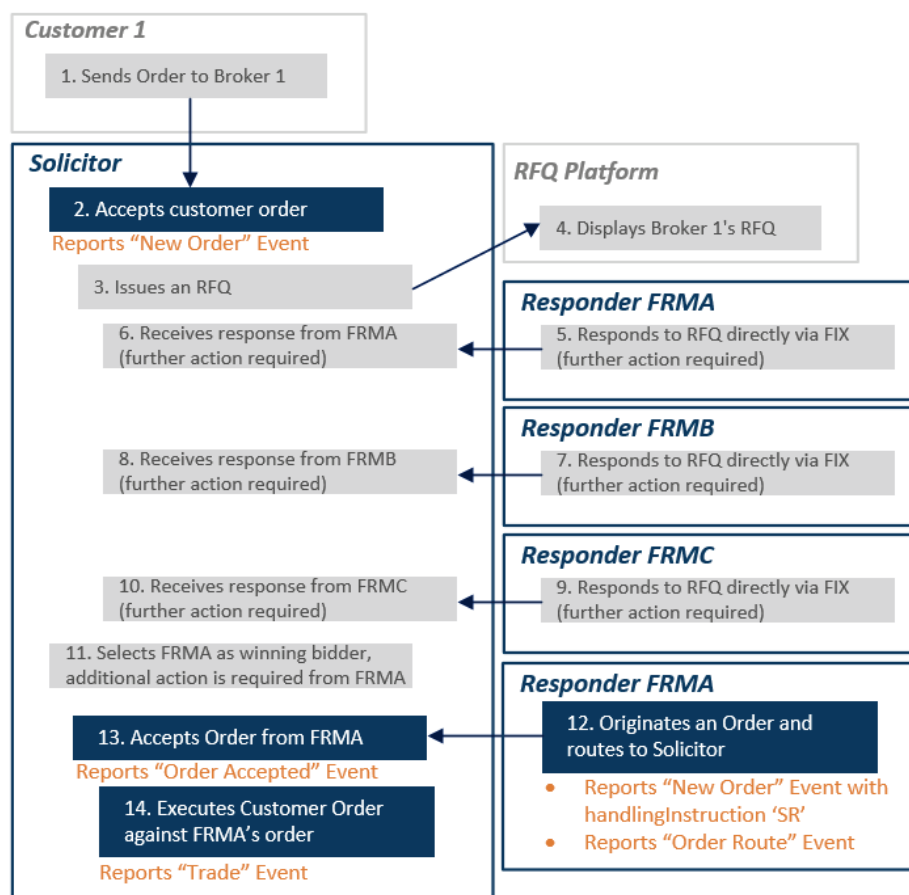 Customer 1
1. Sends Order to Broker 1
Solicitor
2. Accepts customer order
Reports “New Order” Event
3. Issues an RFQ
RFQ Platform
4. Displays Broker 1's RFQ
Responder FRMA
5. Responds to RFQ directly via FIX
(further action required)
6. Receives response from FRMA
(further action required)
Responder FRMB
7. Responds to RFQ directly via FIX
(further action required)
8. Receives response from FRMB
(further action required)
Responder FRMC
9. Responds to RFQ directly via FIX
(further action required)
10. Receives response from FRMC
(further action required)
11. Selects FRMA as winning bidder,
additional action is required from FRMA
Responder FRMA
12. Originates an Order and
routes to Solicitor
• Reports “New Order” Event with
handlingInstruction ‘SR’
• Reports “Order Route” Event
13. Accepts Order from FRMA
Reports “Order Accepted” Event
14. Executes Customer Order
against FRMA’s order
Reports “Trade” Event